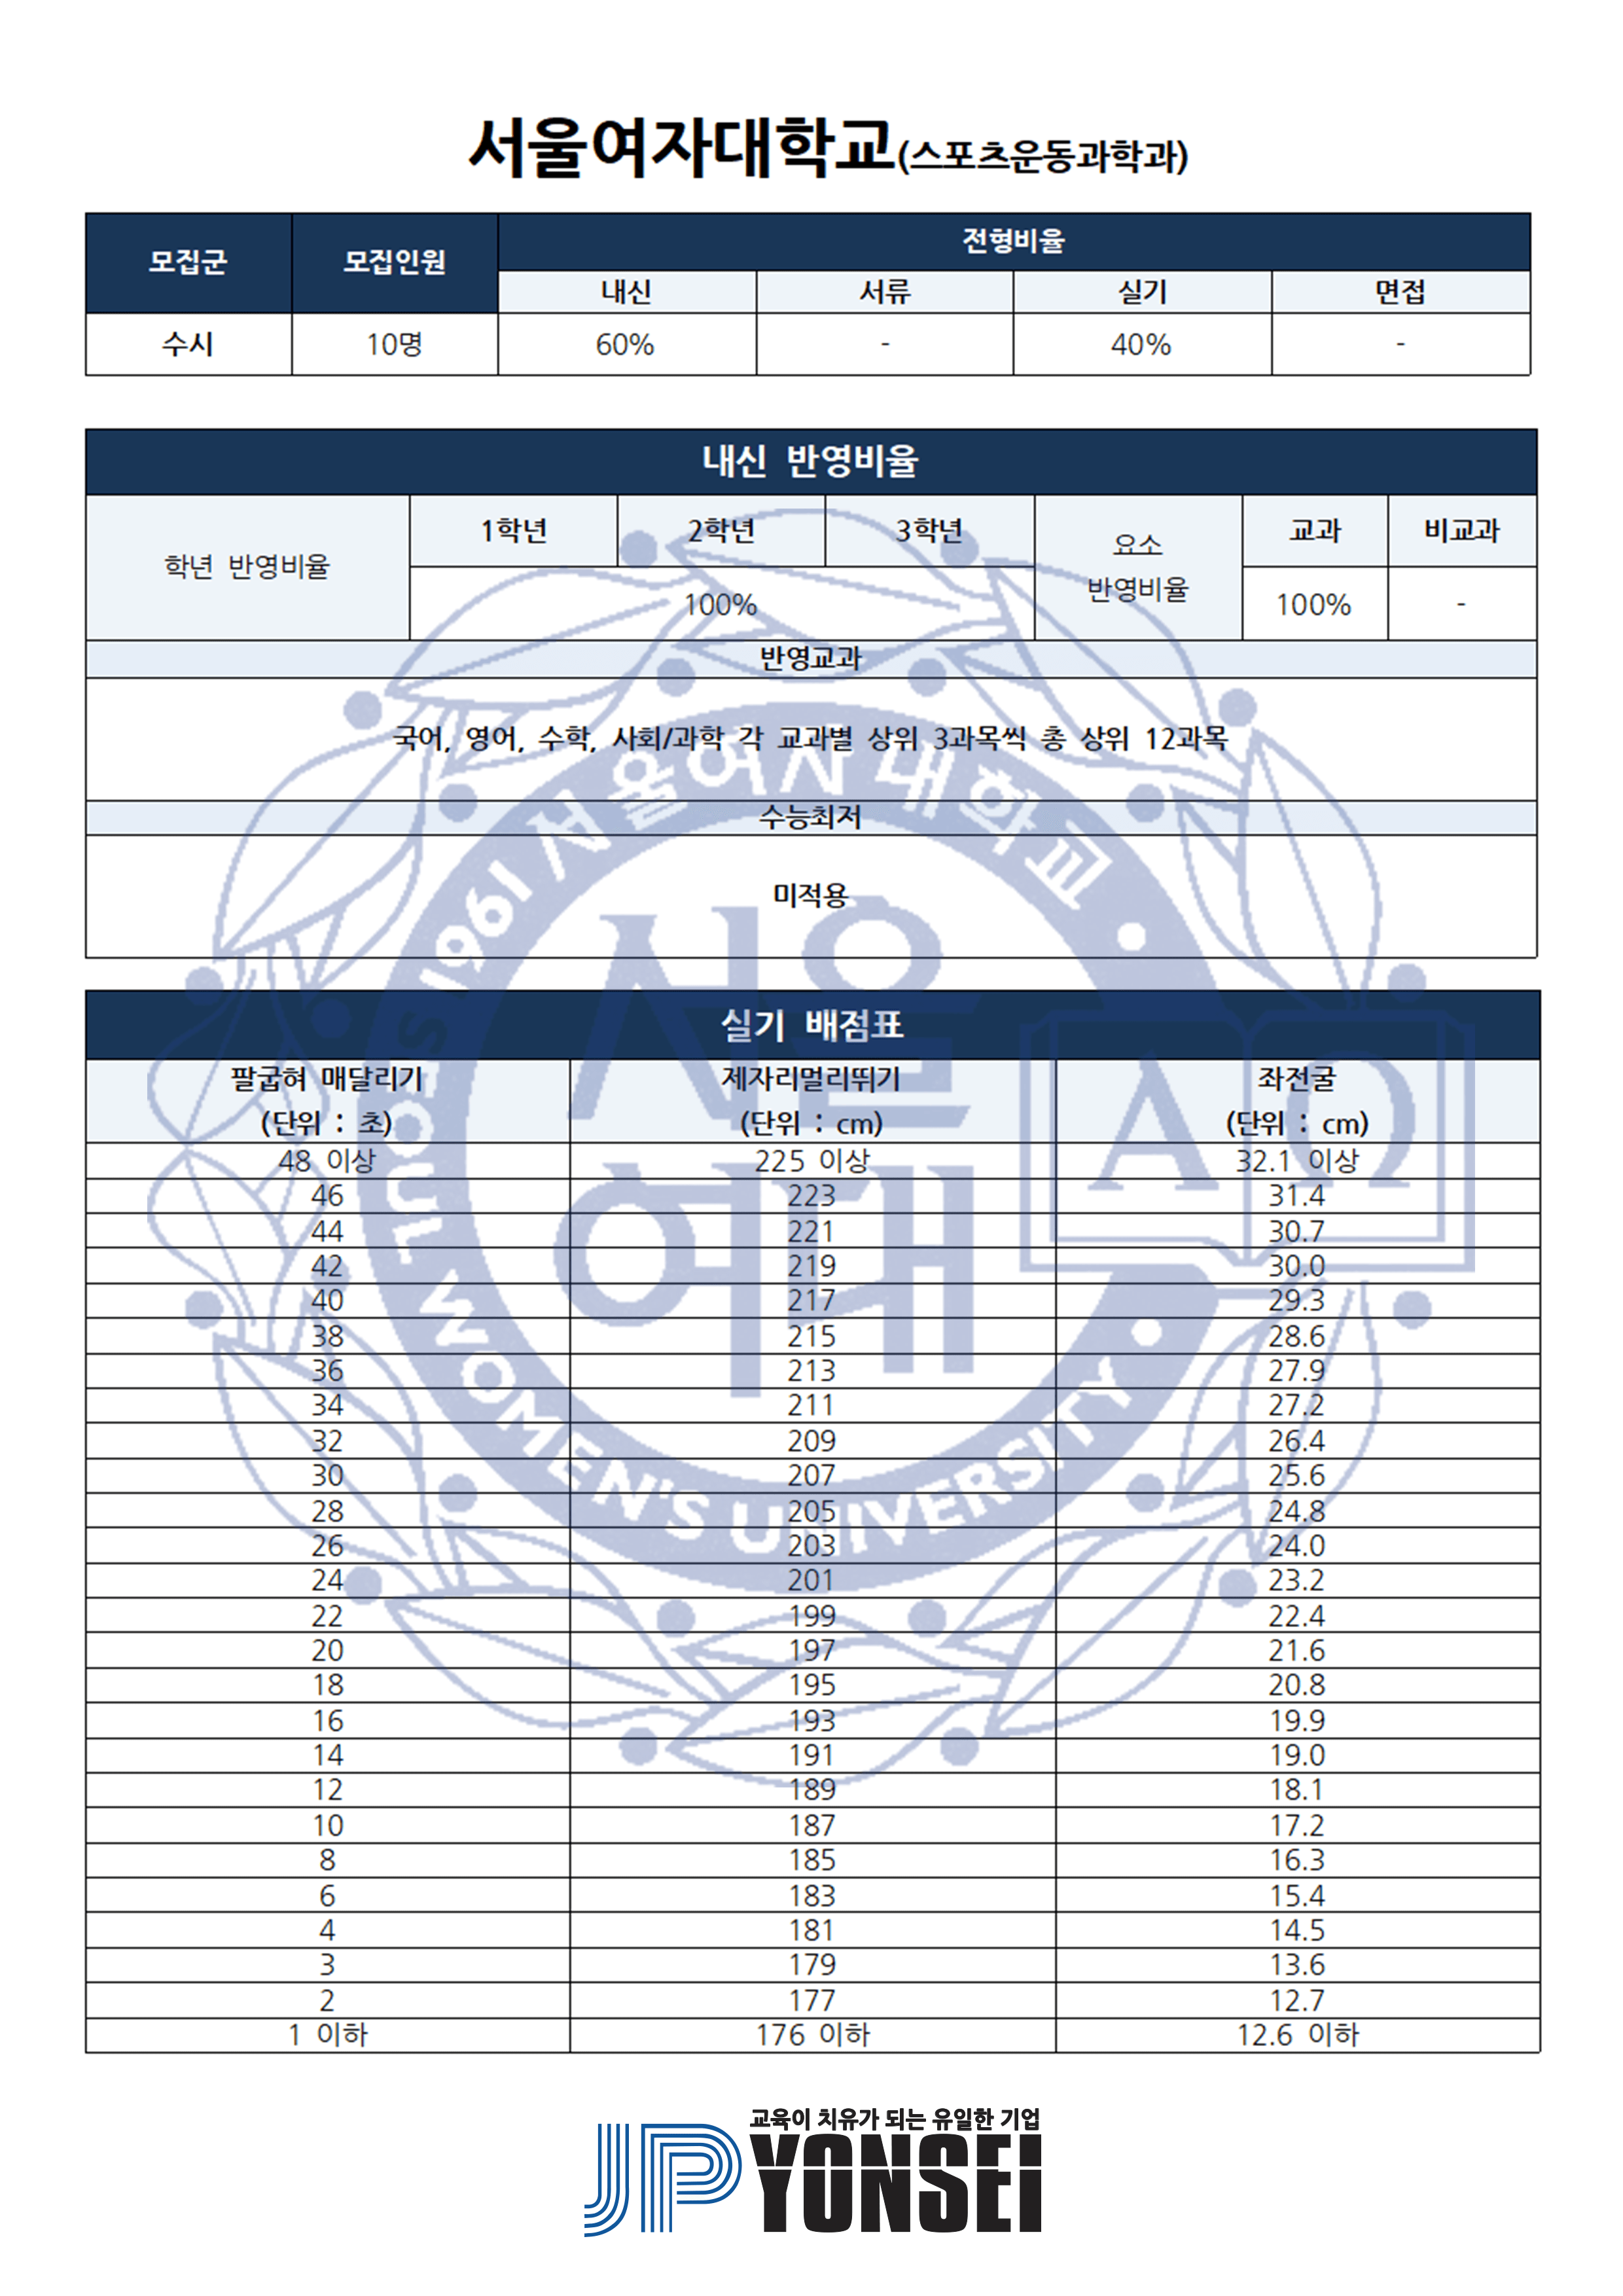 서울여자대학교(스포츠운동과학과)
모집군 모집인원 전형비율
내신 서류 실기 면접
수시 10명 60% - 40% -
내신 반영비율
학년 반영비율 1학년 2학년 3학년 요소 반영비율 교과 비교과
100% 100% -
반영교과
국어, 영어, 수학, 사회/과학 각 교과별 상위 3과목씩 총 상위 12과목
수능최저
미적용
실기 배점표
팔굽혀 매달리기 제자리멀리뛰기 좌전굴
(단위 : 초) (단위 : cm) (단위 : cm)
48 이상 225 이상 32.1 이상
46 223 31.4
44 221 30.7
42 219 30.0
40 217 29.3
38 215 28.6
36 213 27.9
34 211 27.2
32 209 26.4
30 207 25.6
28 205 24.8
26 203 24.0
24 201 23.2
22 199 22.4
20 197 21.6
18 195 20.8
16 193 19.9
14 191 19.0
12 189 18.1
10 187 17.2
8 185 16.3
6 183 15.4
4 181 14.5
3 179 13.6
2 177 12.7
1 이하 176 이하 12.6 이하
1961 서울여자대학교
SEOUL WOMEN'S UNIVERSITY
서울
여대
Α Ω
교육이 치유가 되는 유일한 기업
JP YONSEI